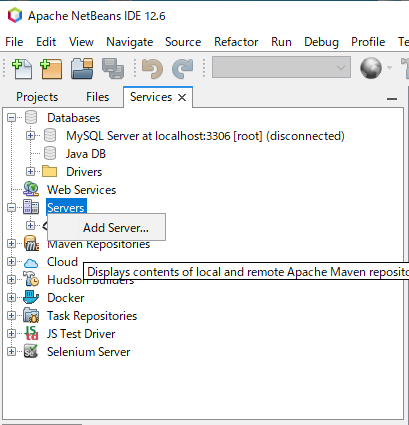 Apache NetBeans IDE 12.6
File Edit View Navigate Source Refactor Run Debug Profile
Projects Files Services
Databases
MySQL Server at localhost:3306 [root] (disconnected)
Java DB
Drivers
Web Services
Servers
Add Server...
Maven Repositories
Cloud
Displays contents of local and remote Apache Maven reposito
Hudson Builders
Docker
Task Repositories
JS Test Driver
Selenium Server